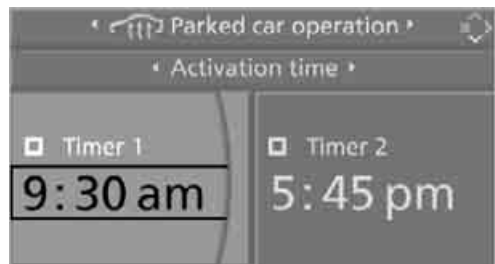 Parked car operation
Activation time
Timer 1
Timer 2
9:30 am
5:45 pm